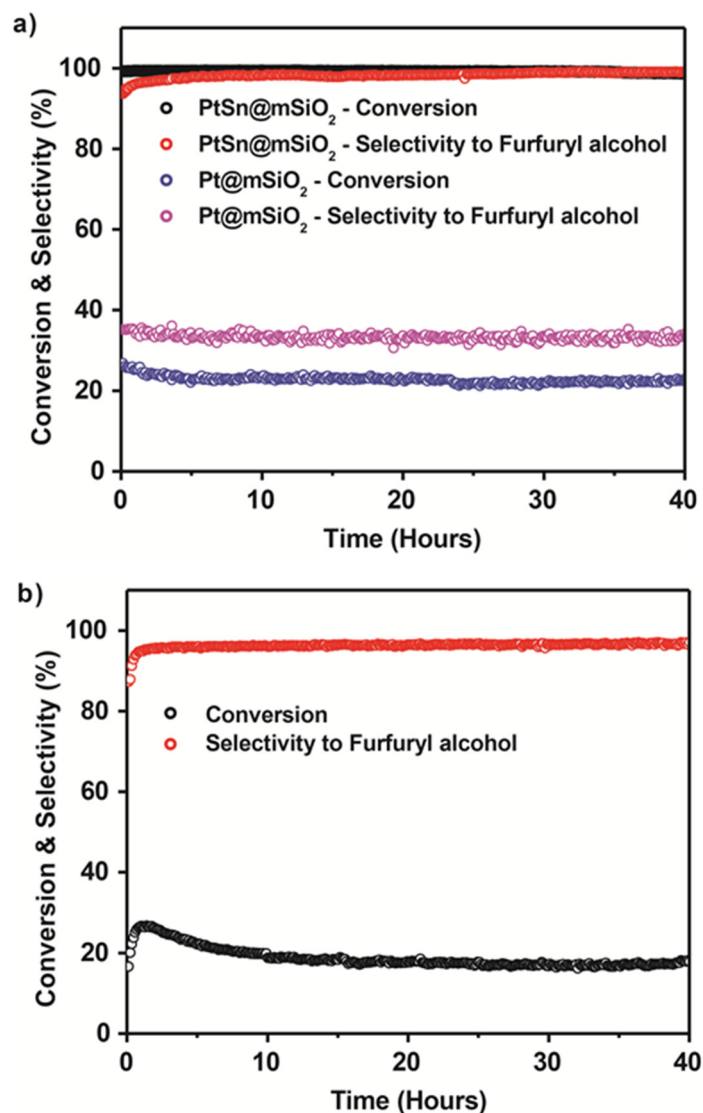 a)
Conversion & Selectivity (%)
100
80
60
40
20
0
PtSn@mSiO2 - Conversion
PtSn@mSiO2 - Selectivity to Furfuryl alcohol
Pt@mSiO2 - Conversion
Pt@mSiO2 - Selectivity to Furfuryl alcohol
0 10 20 30 40
Time (Hours)
b)
Conversion & Selectivity (%)
100
80
60
40
20
0
Conversion
Selectivity to Furfuryl alcohol
0 10 20 30 40
Time (Hours)